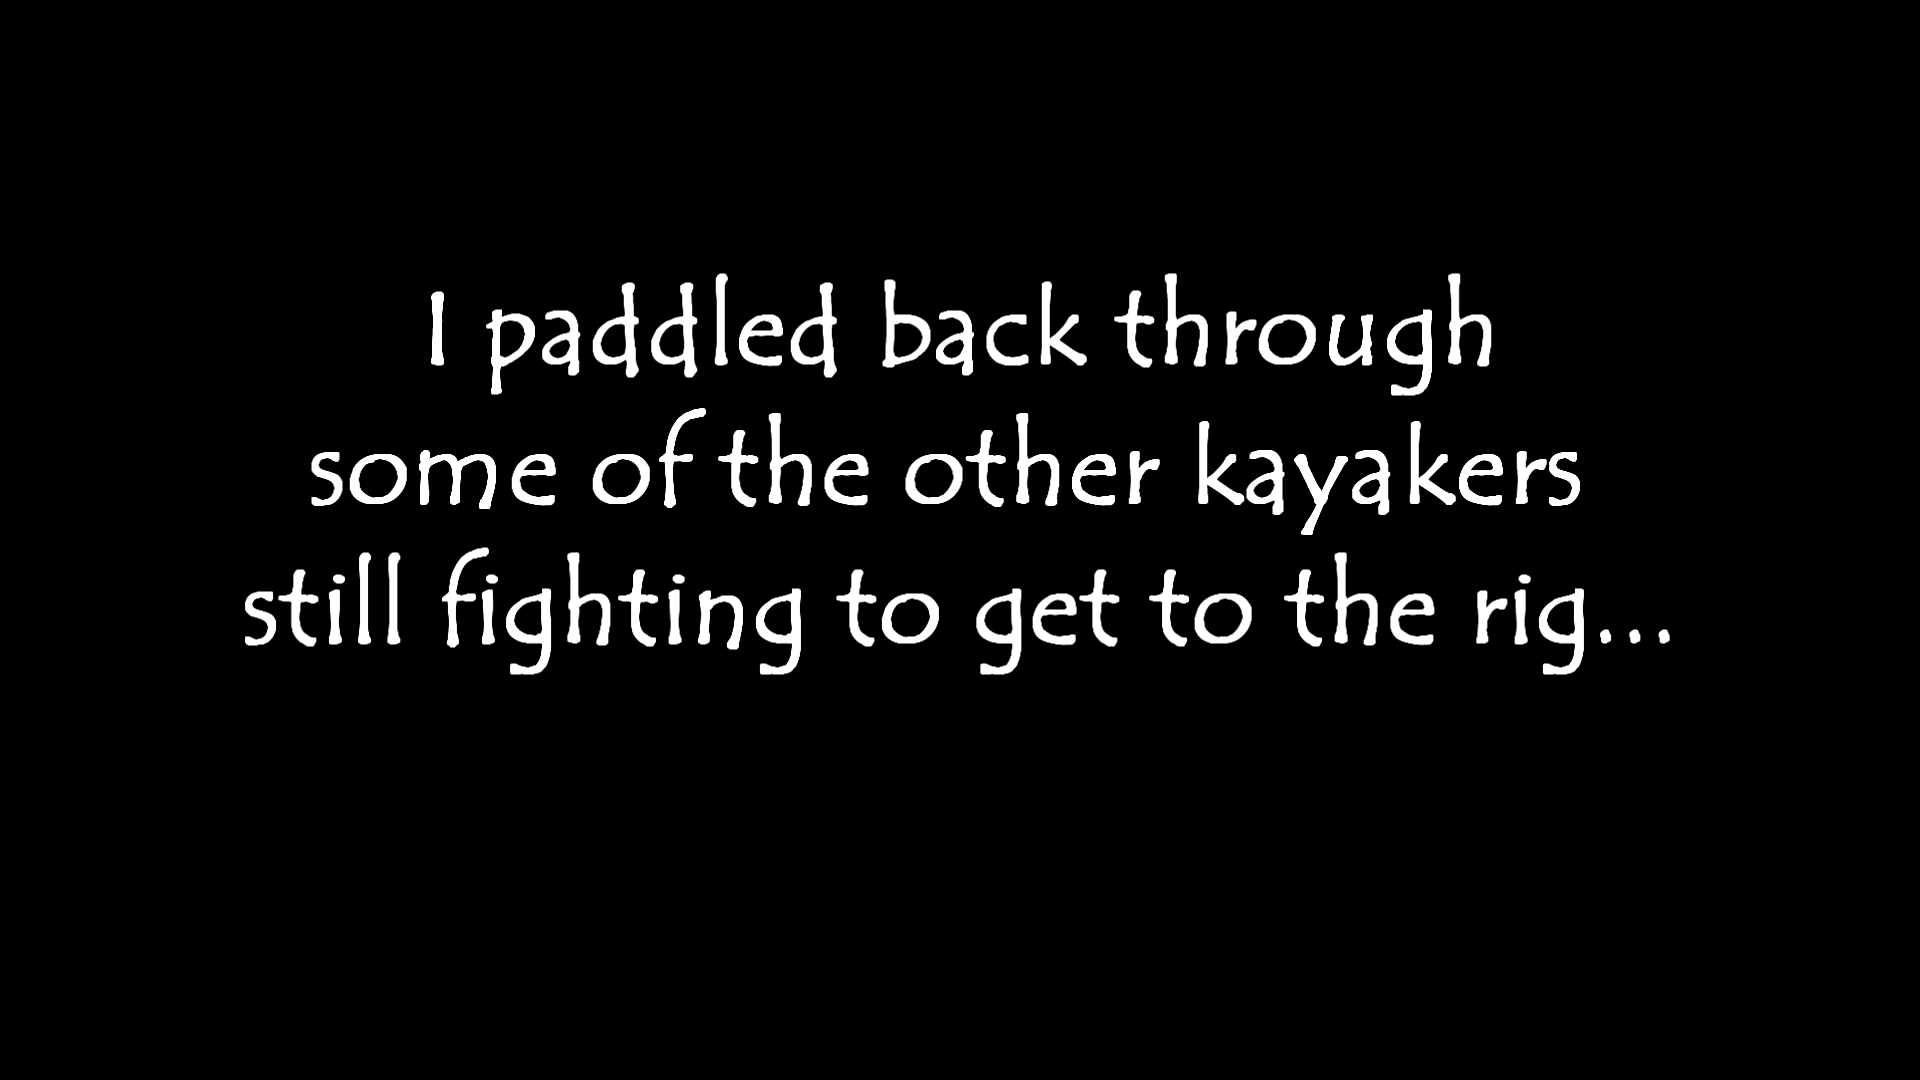 I paddled back through
some of the other kayakers
still fighting to get to the rig...